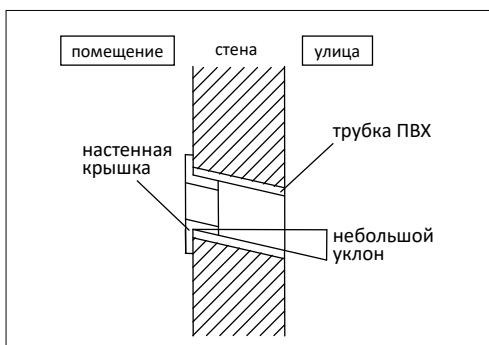 помещение
стена
улица
трубка ПВХ
настенная
крышка
небольшой
уклон